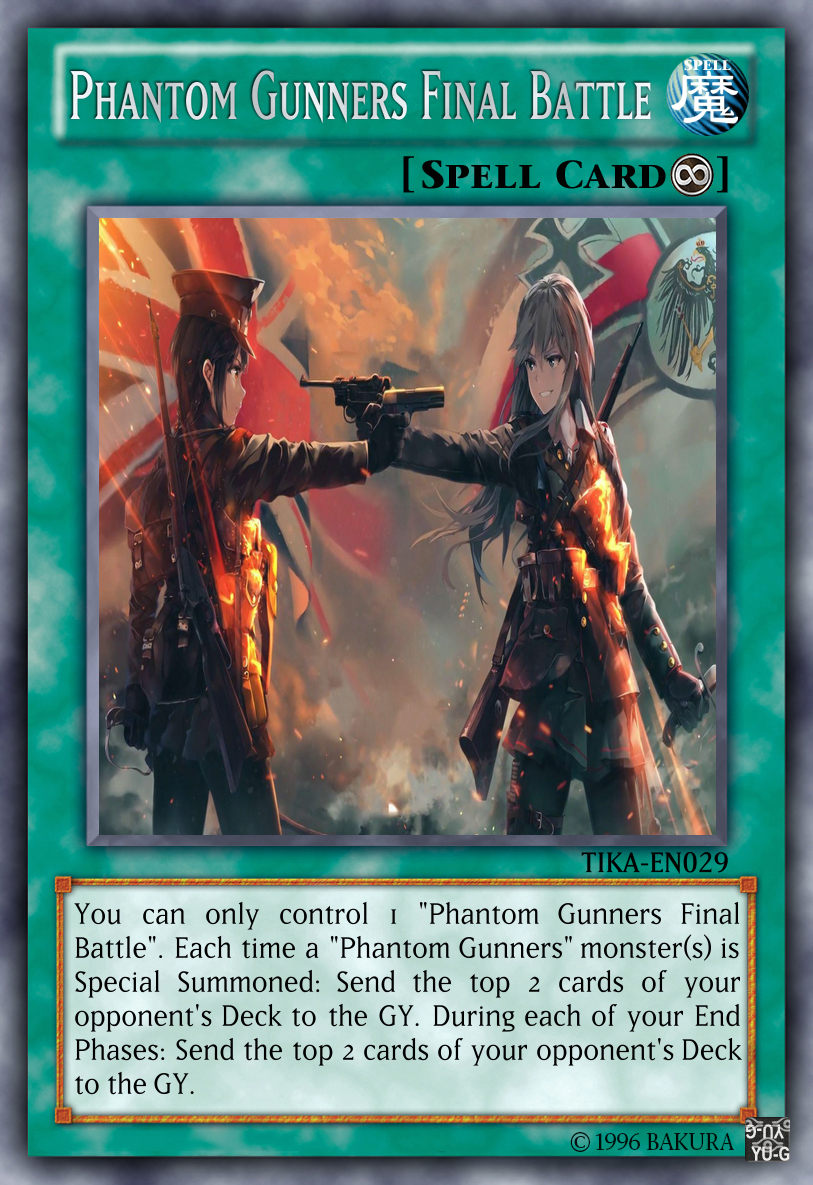 PHANTOM GUNNERS FINAL BATTLE
SPELL
魔
[SPELL CARD∞]
TIKA-EN029
You can only control 1 "Phantom Gunners Final
Battle". Each time a "Phantom Gunners" monster(s) is
Special Summoned: Send the top 2 cards of your
opponent's Deck to the GY. During each of your End
Phases: Send the top 2 cards of your opponent's Deck
to the GY.
© 1996 BAKURA
YU-G
YU-G